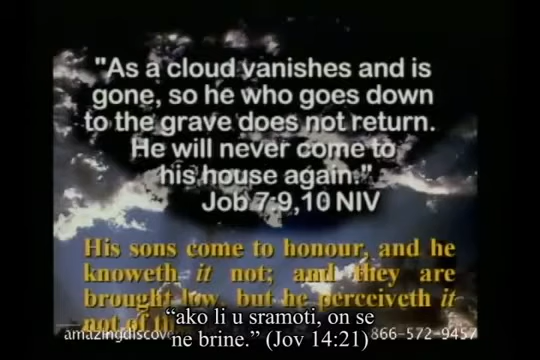 "As a cloud vanishes and is
gone, so he who goes down
to the grave does not return.
He will never come to
his house again."
Job 7:9,10 NIV
His sons come to honour, and he
knoweth it not; and they are
brought low, but he perceiveth it
not of
“ako li u sramoti, on se
amazingdiscov 866-572-9457
ne brine.” (Jov 14:21)